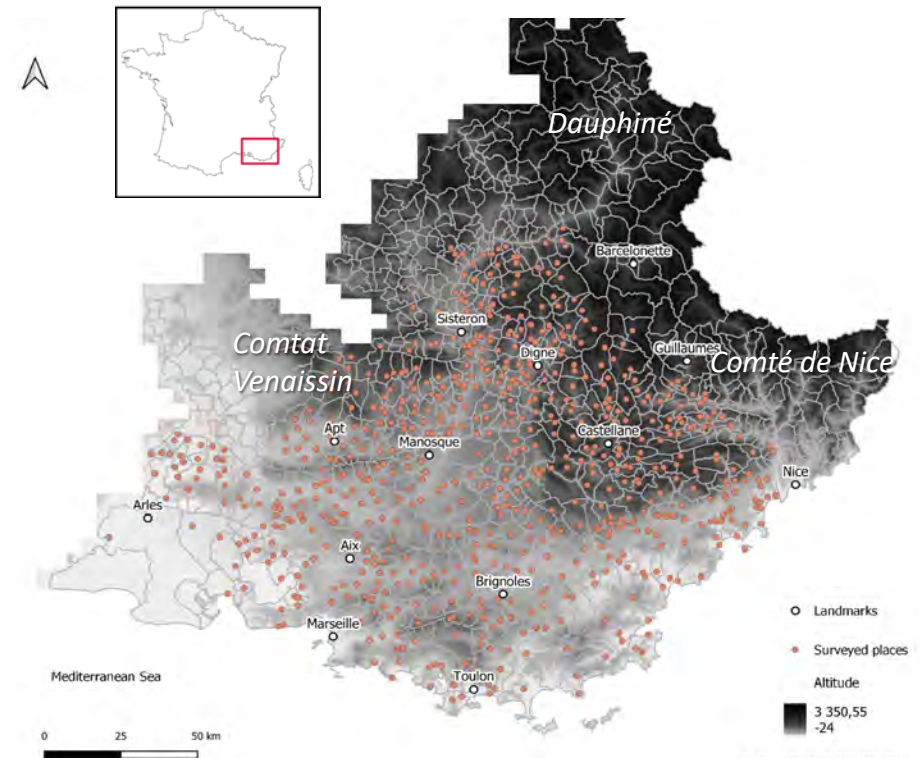 Dauphiné
Barcelonette
Sisteron
Comtat
Venaissin
Digne
Guillaumes
Comté de Nice
Apt
Manosque
Castellane
Nice
Arles
Aix
Brignoles
Marseille
Toulon
Mediterranean Sea
0 25 50 km
Landmarks
Surveyed places
Altitude
3 350,55
-24